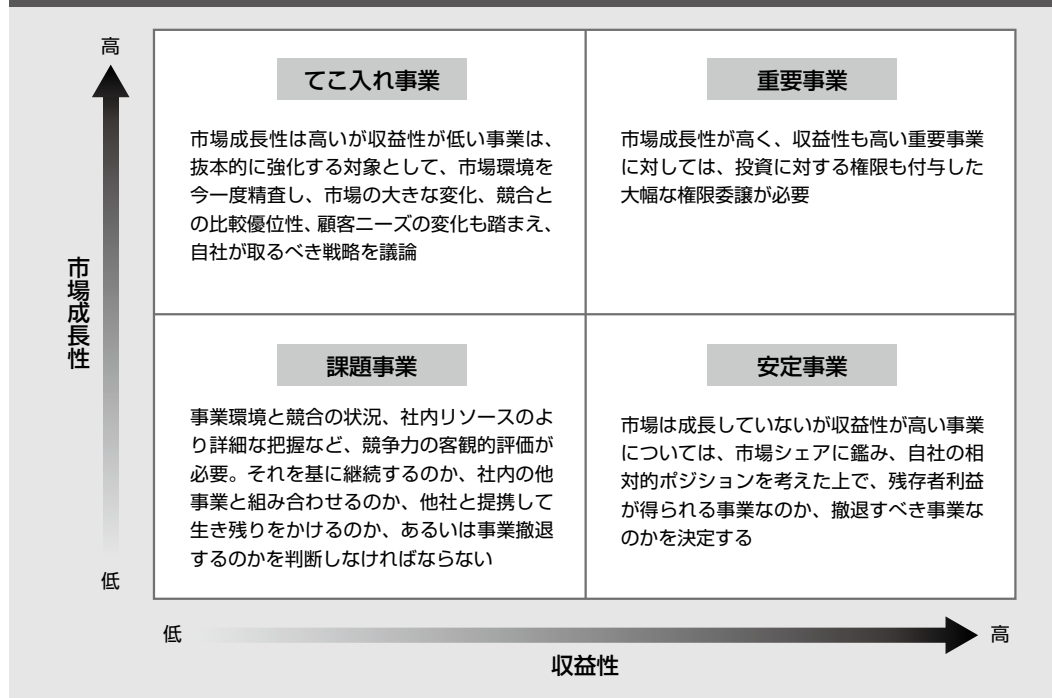 高
市場成長性
低
てこ入れ事業
市場成長性は高いが収益性が低い事業は、
抜本的に強化する対象として、市場環境を
今一度精査し、市場の大きな変化、競合と
の比較優位性、顧客ニーズの変化も踏まえ、
自社が取るべき戦略を議論
重要事業
市場成長性が高く、収益性も高い重要事業
に対しては、投資に対する権限も付与した
大幅な権限委譲が必要
課題事業
事業環境と競合の状況、社内リソースのよ
り詳細な把握など、競争力の客観的評価が
必要。それを基に継続するのか、社内の他
事業と組み合わせるのか、他社と提携して
生き残りをかけるのか、あるいは事業撤退
するのかを判断しなければならない
安定事業
市場は成長していないが収益性が高い事業
については、市場シェアに鑑み、自社の相
対的ポジションを考えた上で、残存者利益
が得られる事業なのか、撤退すべき事業な
のかを決定する
低
高
収益性